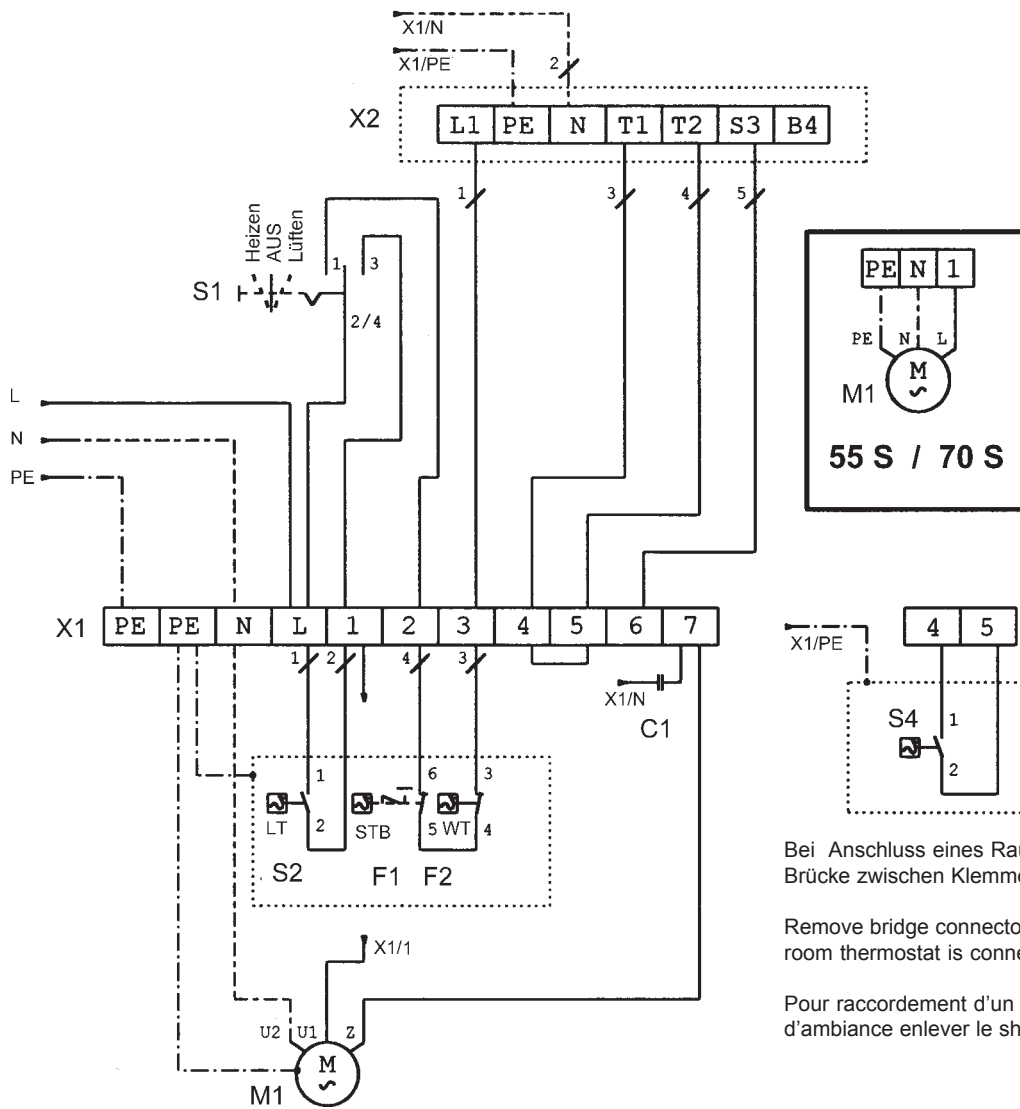 X1/N
X1/PE
2
X2
L1 PE N T1 T2 S3 B4
1 3 4 5
Heizen
AUS
Lüften
1 3
S1
2/4
PE N 1
PE N L
M
M1
55 S / 70 S
L
N
PE
X1 PE PE N L 1 2 3 4 5 6 7
1 2 4 3
X1/N
C1
X1/PE
4 5
S4
1
2
1 6 3
LT 2 STB 5 WT 4
S2 F1 F2
X1/1
U2 U1 Z
M
M1
Bei Anschluss eines Rau
Brücke zwischen Klemme
Remove bridge connecto
room thermostat is conne
Pour raccordement d'un
d'ambiance enlever le sh